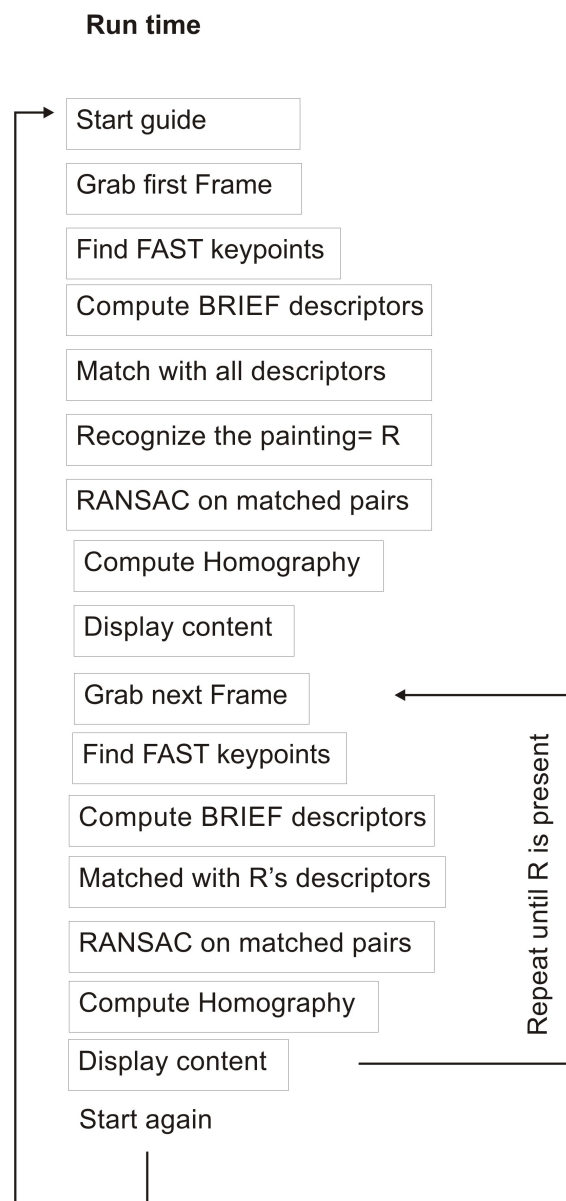 Run time
Start guide
Grab first Frame
Find FAST keypoints
Compute BRIEF descriptors
Match with all descriptors
Recognize the painting= R
RANSAC on matched pairs
Compute Homography
Display content
Grab next Frame
Find FAST keypoints
Compute BRIEF descriptors
Matched with R’s descriptors
RANSAC on matched pairs
Compute Homography
Display content
Start again
Repeat until R is present